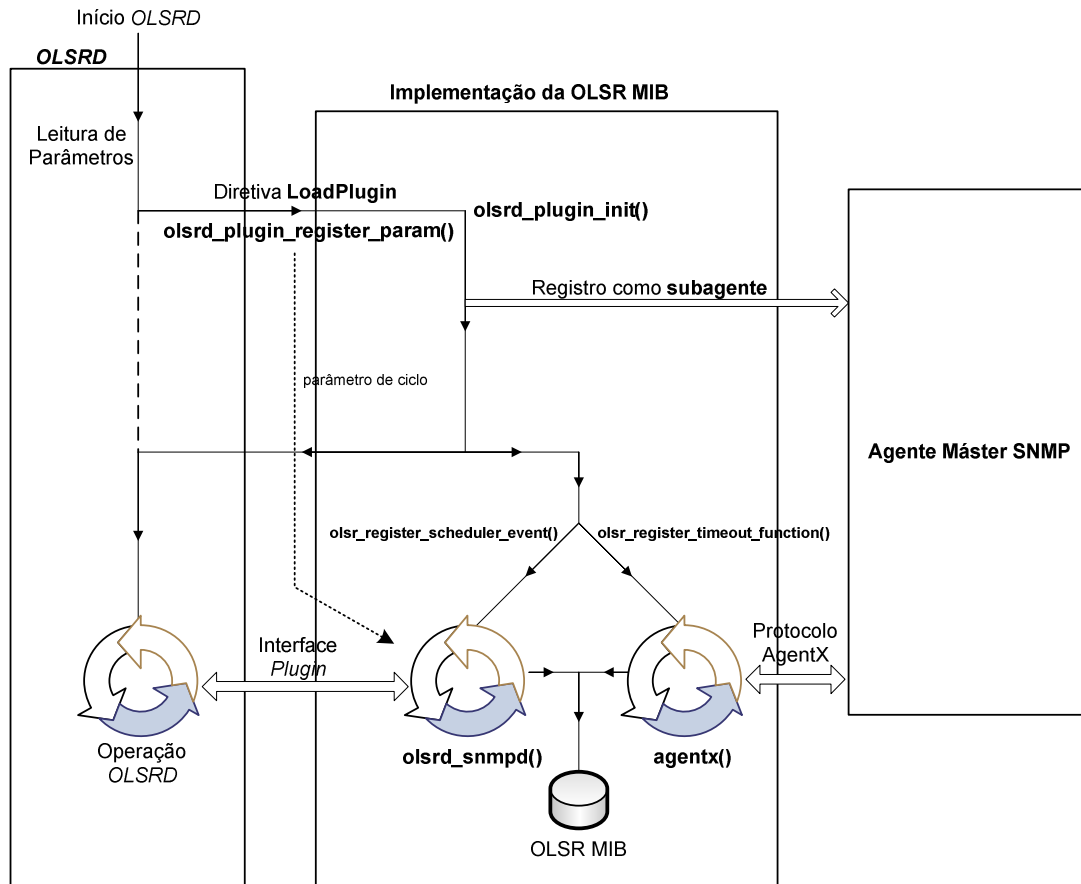 Início OLSRD
OLSRD
Implementação da OLSR MIB
Leitura de
Parâmetros
Diretiva LoadPlugin
olsrd_plugin_register_param()
olsrd_plugin_init()
Registro como subagente
parâmetro de ciclo
Agente Máster SNMP
olsr_register_scheduler_event()
olsr_register_timeout_function()
Interface
Plugin
Protocolo
AgentX
Operação
OLSRD
olsrd_snmpd()
agentx()
OLSR MIB